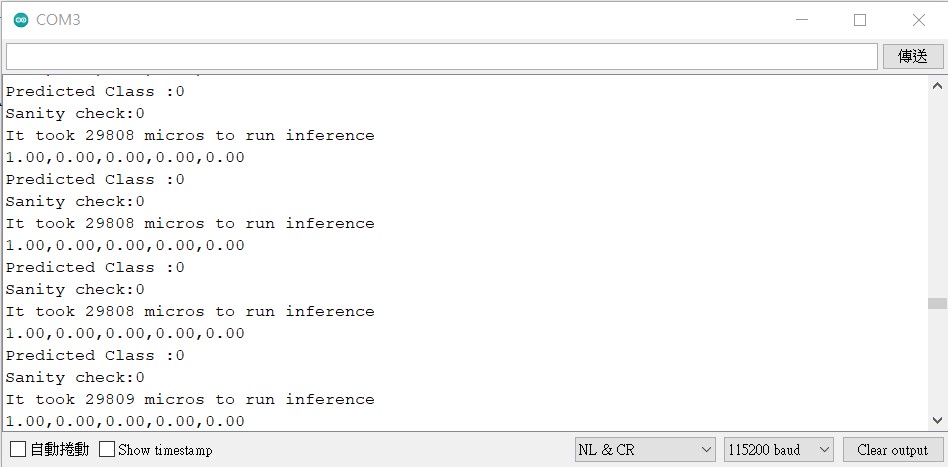 COM3
傳送
Predicted Class :0
Sanity check:0
It took 29808 micros to run inference
1.00,0.00,0.00,0.00,0.00
Predicted Class :0
Sanity check:0
It took 29808 micros to run inference
1.00,0.00,0.00,0.00,0.00
Predicted Class :0
Sanity check:0
It took 29808 micros to run inference
1.00,0.00,0.00,0.00,0.00
Predicted Class :0
Sanity check:0
It took 29809 micros to run inference
1.00,0.00,0.00,0.00,0.00
自動捲動 Show timestamp NL & CR 115200 baud Clear output